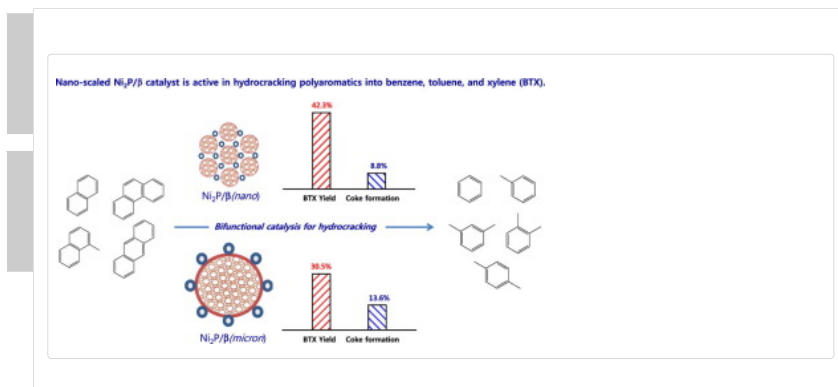 Nano-scaled Ni₂P/β catalyst is active in hydrocracking polyaromatics into benzene, toluene, and xylene (BTX).
42.3%
8.8%
Ni₂P/β(nano)
BTX Yield Coke formation
Bifunctional catalysis for hydrocracking
30.5%
13.6%
Ni₂P/β(micron)
BTX Yield Coke formation